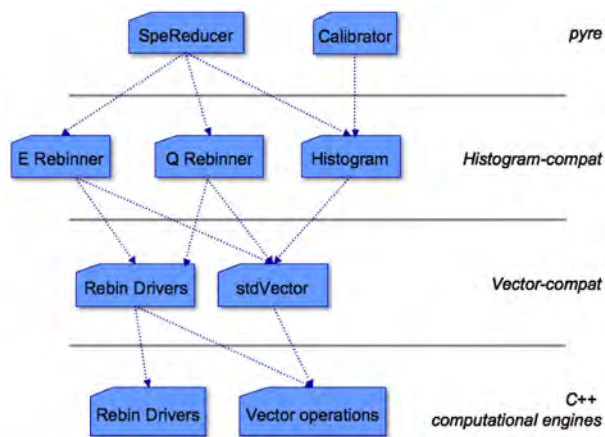 SpeReducer
Calibrator
pyre
E Rebinner
Q Rebinner
Histogram
Histogram-compat
Rebin Drivers
stdVector
Vector-compat
Rebin Drivers
Vector operations
C++
computational engines